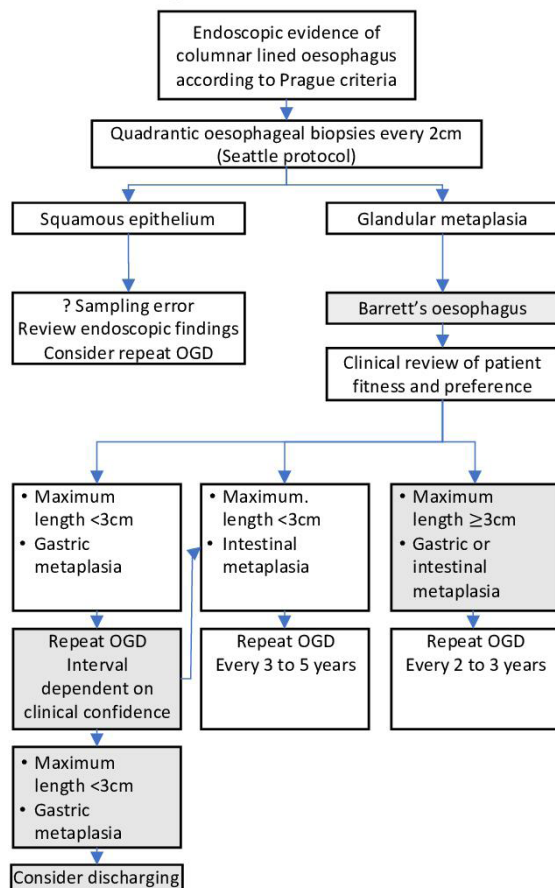 Endoscopic evidence of
columnar lined oesophagus
according to Prague criteria
Quadrantic oesophageal biopsies every 2cm
(Seattle protocol)
Squamous epithelium
Glandular metaplasia
? Sampling error
Review endoscopic findings
Consider repeat OGD
Barrett's oesophagus
Clinical review of patient
fitness and preference
• Maximum
length <3cm
• Gastric
metaplasia
• Maximum.
length <3cm
• Intestinal
metaplasia
• Maximum
length ≥3cm
• Gastric or
intestinal
metaplasia
Repeat OGD
Interval
dependent on
clinical confidence
Repeat OGD
Every 3 to 5 years
Repeat OGD
Every 2 to 3 years
• Maximum
length <3cm
• Gastric
metaplasia
Consider discharging